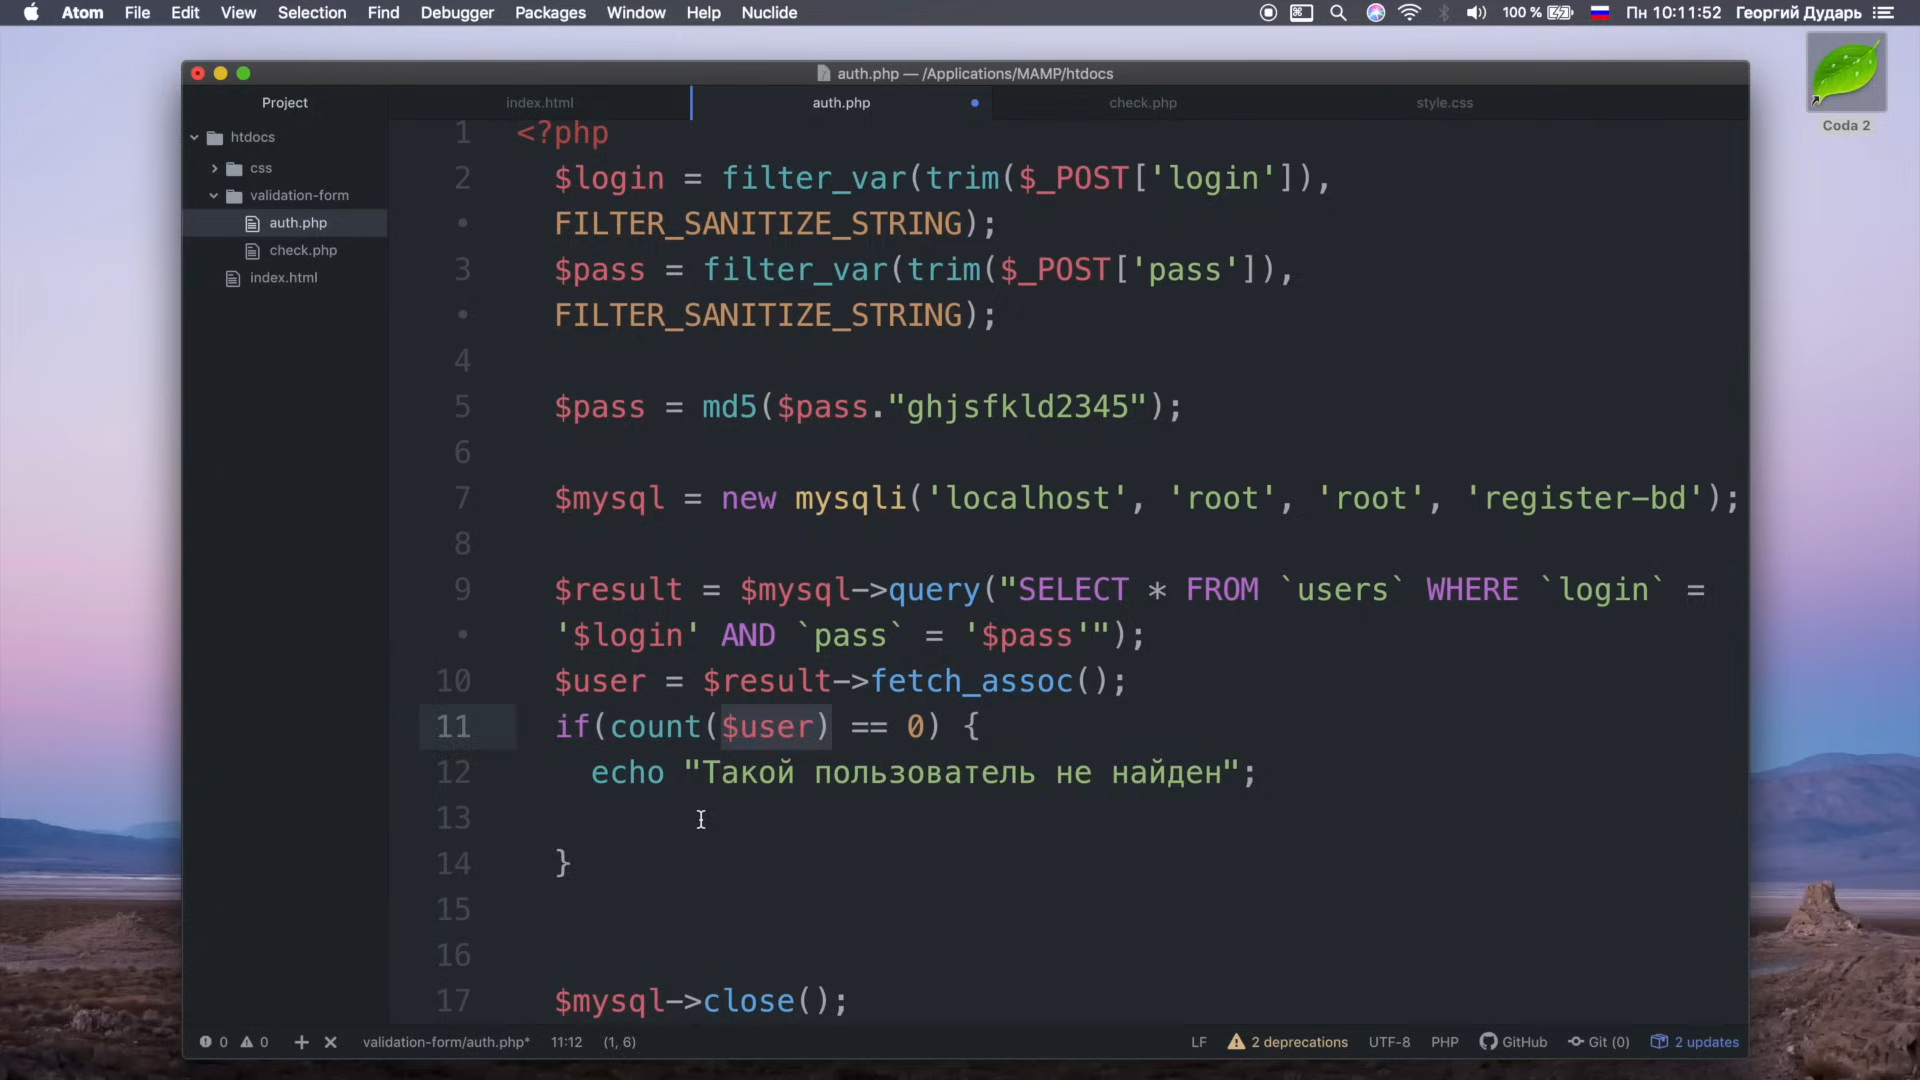 Atom File Edit View Selection Find Debugger Packages Window Help Nuclide 100 % Пн 10:11:52 Георгий Дударь
Coda 2
auth.php — /Applications/MAMP/htdocs
Project index.html auth.php check.php style.css
htdocs
css
validation-form
auth.php
check.php
index.html
1 <?php
2 $login = filter_var(trim($_POST['login']),
• FILTER_SANITIZE_STRING);
3 $pass = filter_var(trim($_POST['pass']),
• FILTER_SANITIZE_STRING);
4
5 $pass = md5($pass."ghjsfkld2345");
6
7 $mysql = new mysqli('localhost', 'root', 'root', 'register-bd');
8
9 $result = $mysql->query("SELECT * FROM `users` WHERE `login` =
• '$login' AND `pass` = '$pass'");
10 $user = $result->fetch_assoc();
11 if(count($user) == 0) {
12 echo "Такой пользователь не найден";
13
14 }
15
16
17 $mysql->close();
0 0 + × validation-form/auth.php* 11:12 (1, 6) LF 2 deprecations UTF-8 PHP GitHub Git (0) 2 updates